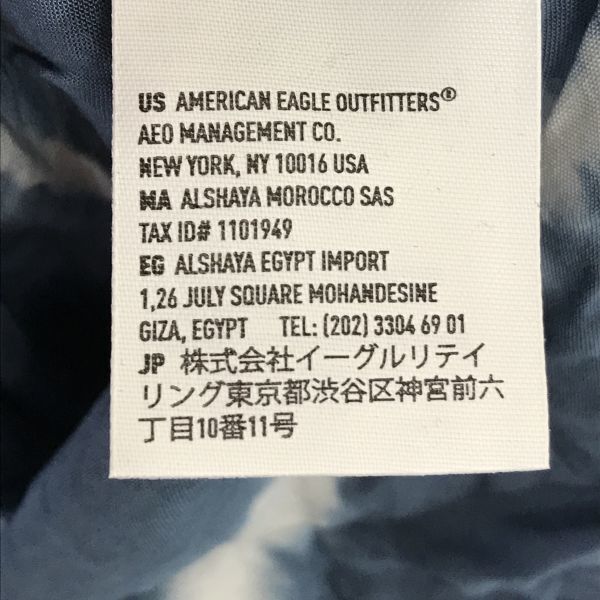 US AMERICAN EAGLE OUTFITTERS®
AEO MANAGEMENT CO.
NEW YORK, NY 10016 USA
MA ALSHAYA MOROCCO SAS
TAX ID# 1101949
EG ALSHAYA EGYPT IMPORT
1,26 JULY SQUARE MOHANDESINE
GIZA, EGYPT TEL: (202) 3304 69 01
JP 株式会社イーグルリテイ
リング東京都渋谷区神宮前六
丁目10番11号